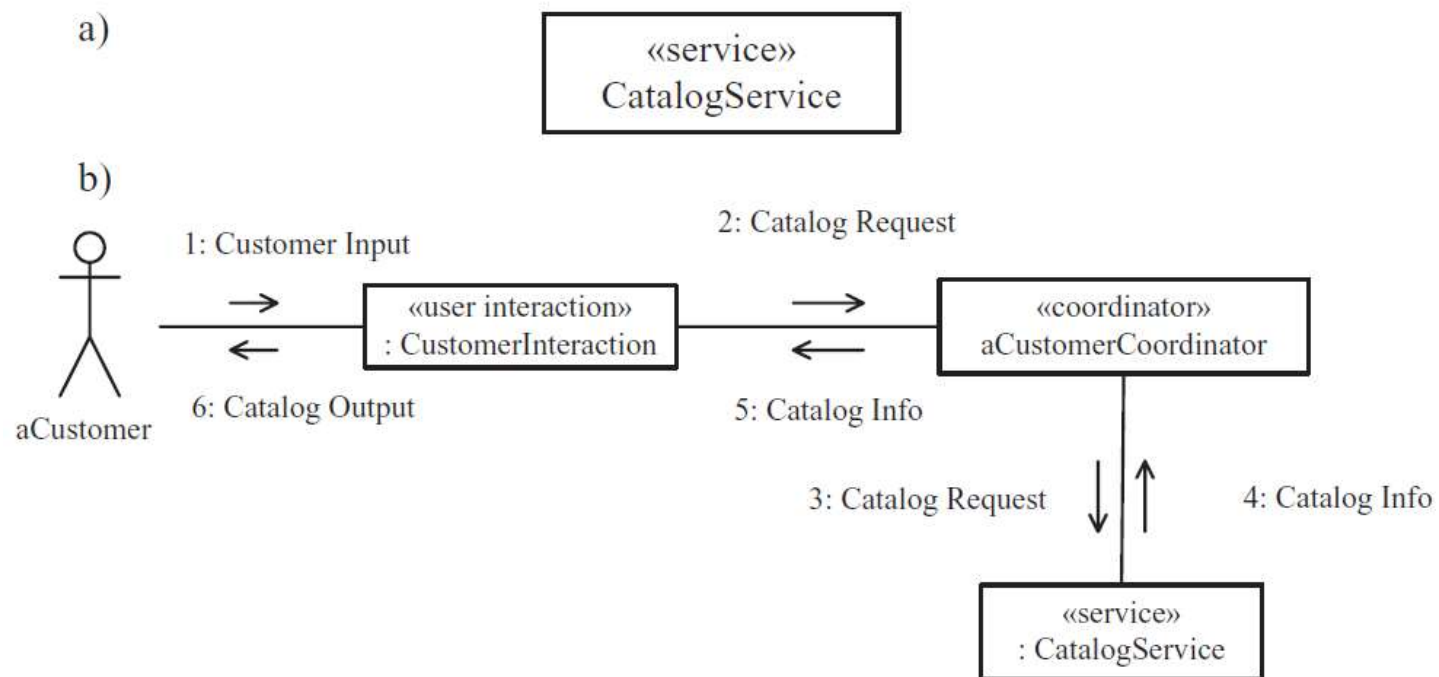 a)
«service»
CatalogService
b)
1: Customer Input
2: Catalog Request
«user interaction»
: CustomerInteraction
«coordinator»
aCustomerCoordinator
6: Catalog Output
5: Catalog Info
aCustomer
3: Catalog Request
4: Catalog Info
«service»
: CatalogService